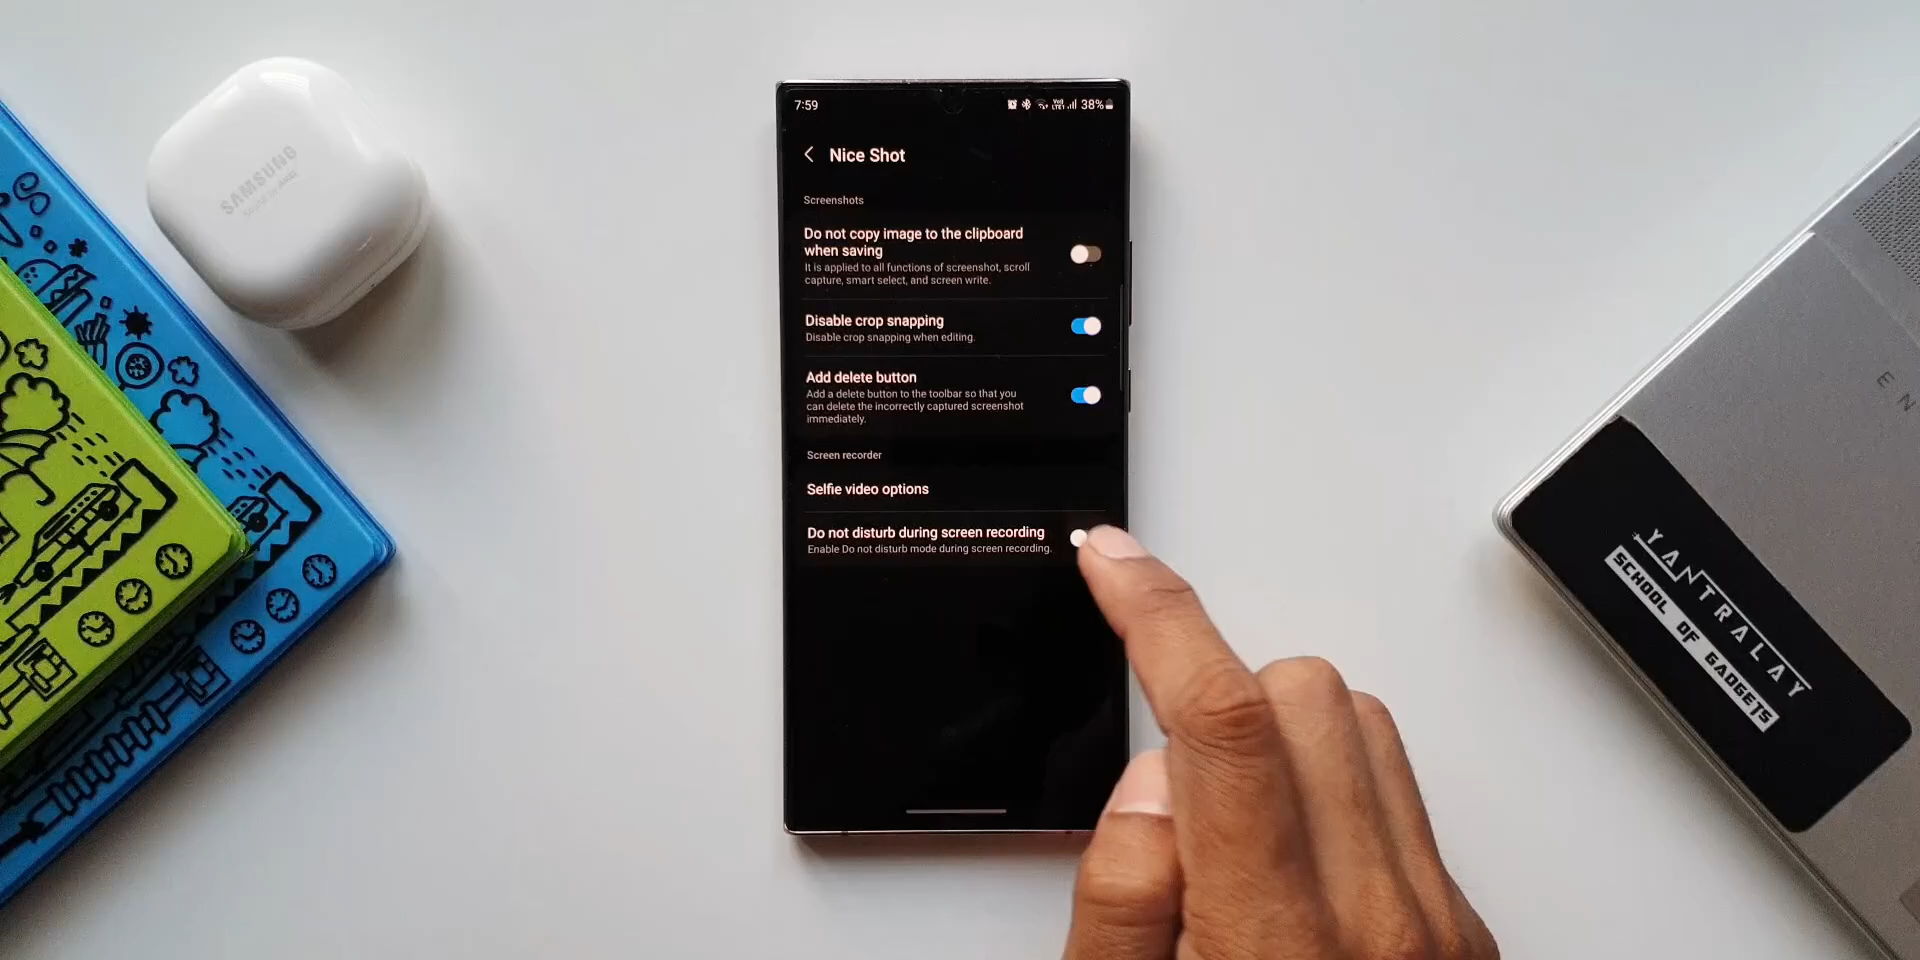 7:59
38%
Nice Shot
Screenshots
Do not copy image to the clipboard
when saving
It is applied to all functions of screenshot, scroll
capture, smart select, and screen write.
Disable crop snapping
Disable crop snapping when editing.
Add delete button
Add a delete button to the toolbar so that you
can delete the incorrectly captured screenshot
immediately.
Screen recorder
Selfie video options
Do not disturb during screen recording
Enable Do not disturb mode during screen recording.
SAMSUNG
Sound by AKG
YANTRALAY
SCHOOL OF GADGETS
E N